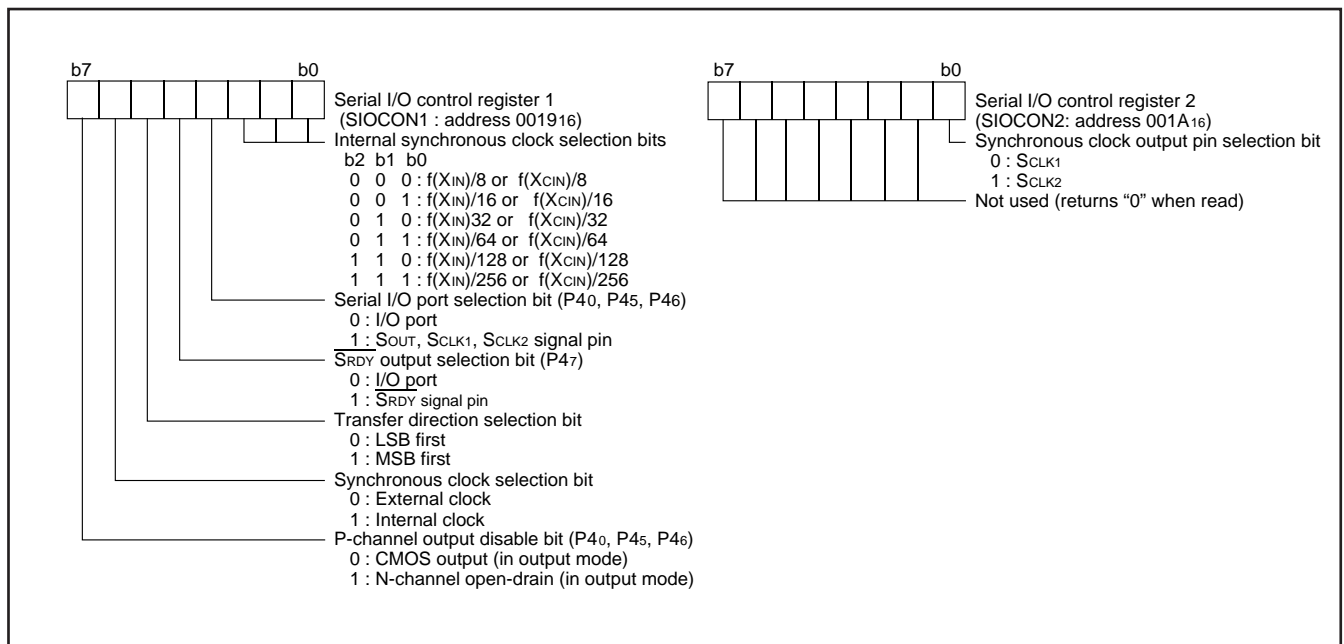 b7 b0
Serial I/O control register 1
(SIOCON1 : address 001916)
Internal synchronous clock selection bits
b2 b1 b0
0 0 0 : f(XIN)/8 or f(XCIN)/8
0 0 1 : f(XIN)/16 or f(XCIN)/16
0 1 0 : f(XIN)32 or f(XCIN)/32
0 1 1 : f(XIN)/64 or f(XCIN)/64
1 1 0 : f(XIN)/128 or f(XCIN)/128
1 1 1 : f(XIN)/256 or f(XCIN)/256
Serial I/O port selection bit (P40, P45, P46)
0 : I/O port
1 : SOUT, SCLK1, SCLK2 signal pin
SRDY output selection bit (P47)
0 : I/O port
1 : SRDY signal pin
Transfer direction selection bit
0 : LSB first
1 : MSB first
Synchronous clock selection bit
0 : External clock
1 : Internal clock
P-channel output disable bit (P40, P45, P46)
0 : CMOS output (in output mode)
1 : N-channel open-drain (in output mode)
b7 b0
Serial I/O control register 2
(SIOCON2: address 001A16)
Synchronous clock output pin selection bit
0 : SCLK1
1 : SCLK2
Not used (returns “0” when read)